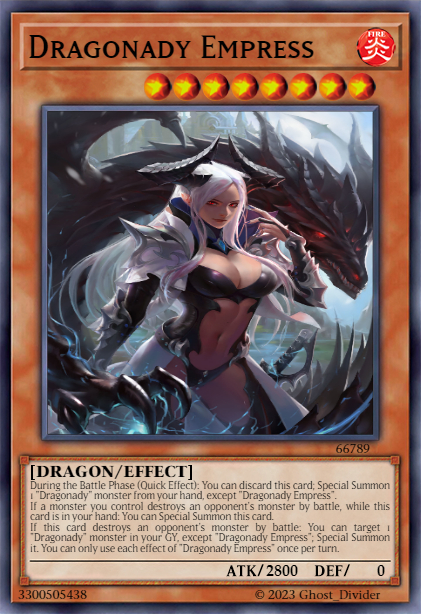 Dragonady Empress
FIRE
炎
66789
[DRAGON/EFFECT]
During the Battle Phase (Quick Effect): You can discard this card; Special Summon
1 "Dragonady" monster from your hand, except "Dragonady Empress".
If a monster you control destroys an opponent's monster by battle, while this
card is in your hand: You can Special Summon this card.
If this card destroys an opponent's monster by battle: You can target 1
"Dragonady" monster in your GY, except "Dragonady Empress"; Special Summon
it. You can only use each effect of "Dragonady Empress" once per turn.
ATK/2800 DEF/ 0
3300505438 © 2023 Ghost_Divider